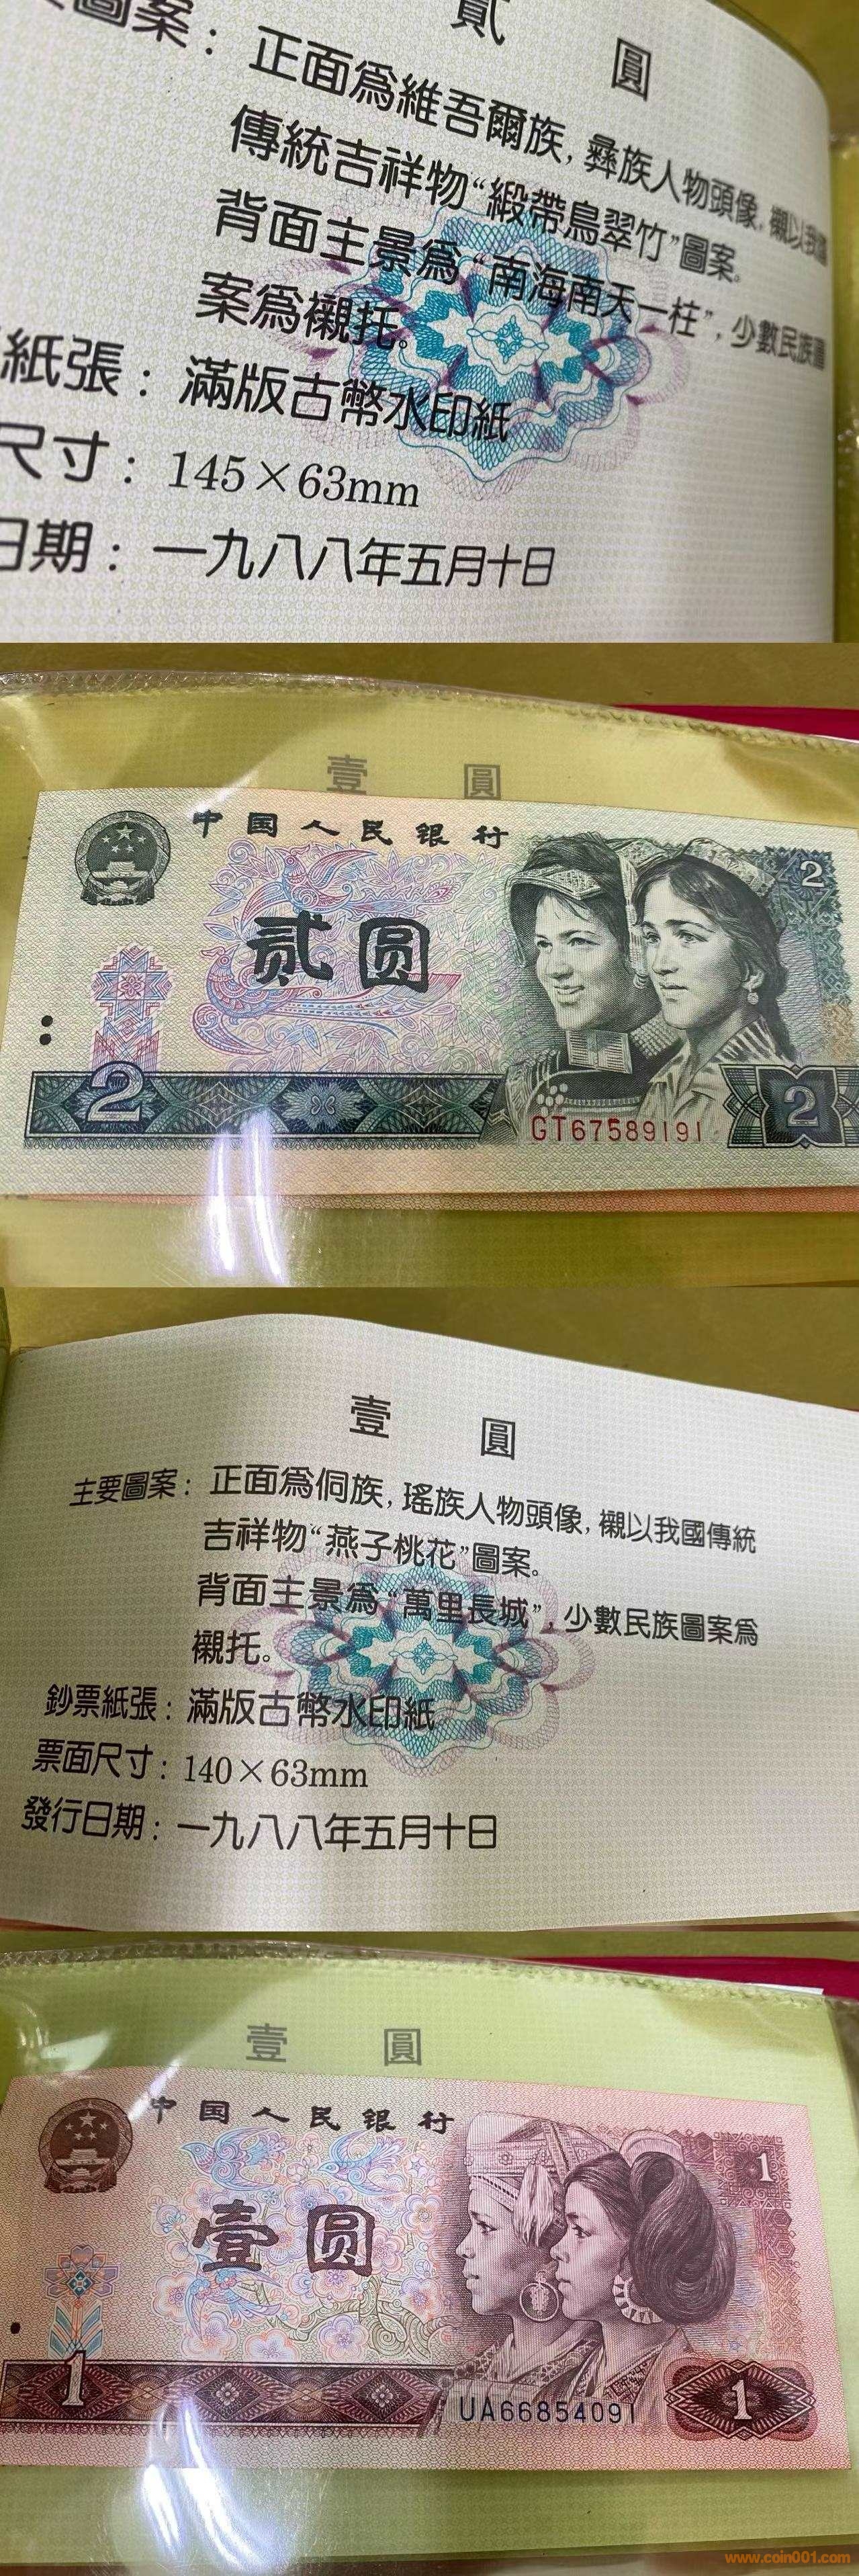 貳 圓
圖案：正面爲維吾爾族，彝族人物頭像，襯以我國
傳統吉祥物“綬帶鳥翠竹”圖案。
背面主景爲“南海南天一柱”，少數民族圖
案爲襯托。
紙張：滿版古幣水印紙
尺寸：145×63mm
日期：一九八八年五月十日
壹 圓
中国人民银行
2
贰圆
2
2
GT67589191
壹 圓
主要圖案：正面爲侗族，瑤族人物頭像，襯以我國傳統
吉祥物“燕子桃花”圖案。
背面主景爲“萬里長城”，少數民族圖案爲
襯托。
鈔票紙張：滿版古幣水印紙
票面尺寸：140×63mm
發行日期：一九八八年五月十日
壹 圓
中国人民银行
1
壹圆
1
1
UA66854091
www.coin001.com